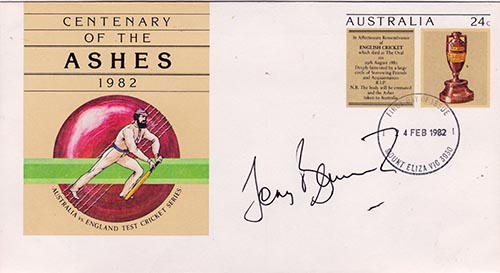 CENTENARY
OF THE
ASHES
1982
AUSTRALIA vs. ENGLAND TEST CRICKET SERIES
AUSTRALIA 24c
In Affectionate Remembrance
of
ENGLISH CRICKET
which died at The Oval
on
29th August 1882
Deeply lamented by a large
circle of Sorrowing Friends
and Acquaintances
R.I.P.
N.B. The body will be cremated
and the Ashes
taken to Australia
FIRST DAY OF ISSUE
4 FEB 1982
MOUNT ELIZA VIC 3930